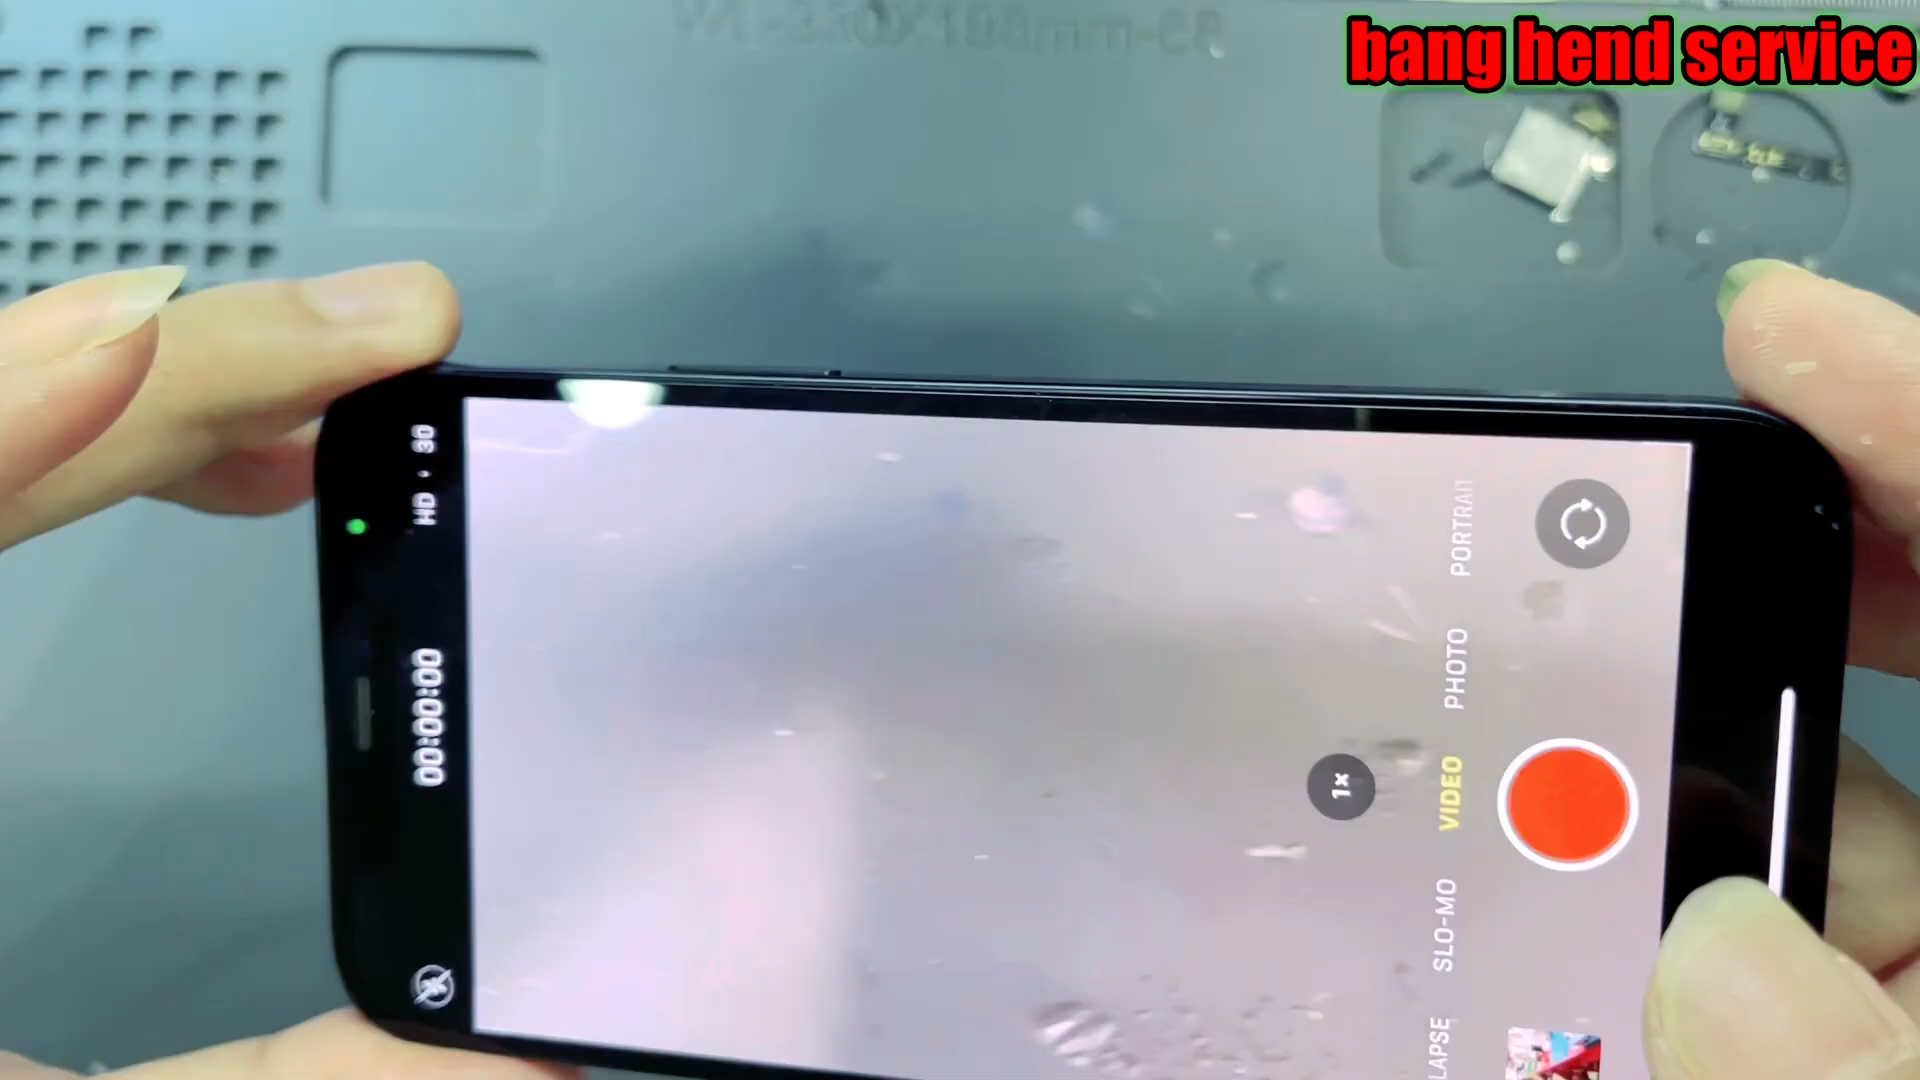 bang hend service
HD · 30
00:00:00
1×
PORTRAIT
PHOTO
VIDEO
SLO-MO
LAPSE